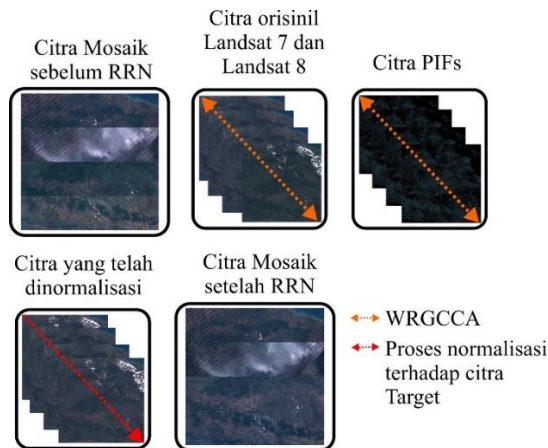 Citra Mosaik
sebelum RRN
Citra orisinil
Landsat 7 dan
Landsat 8
Citra PIFs
Citra yang telah
dinormalisasi
Citra Mosaik
setelah RRN
WRGCCA
Proses normalisasi
terhadap citra
Target